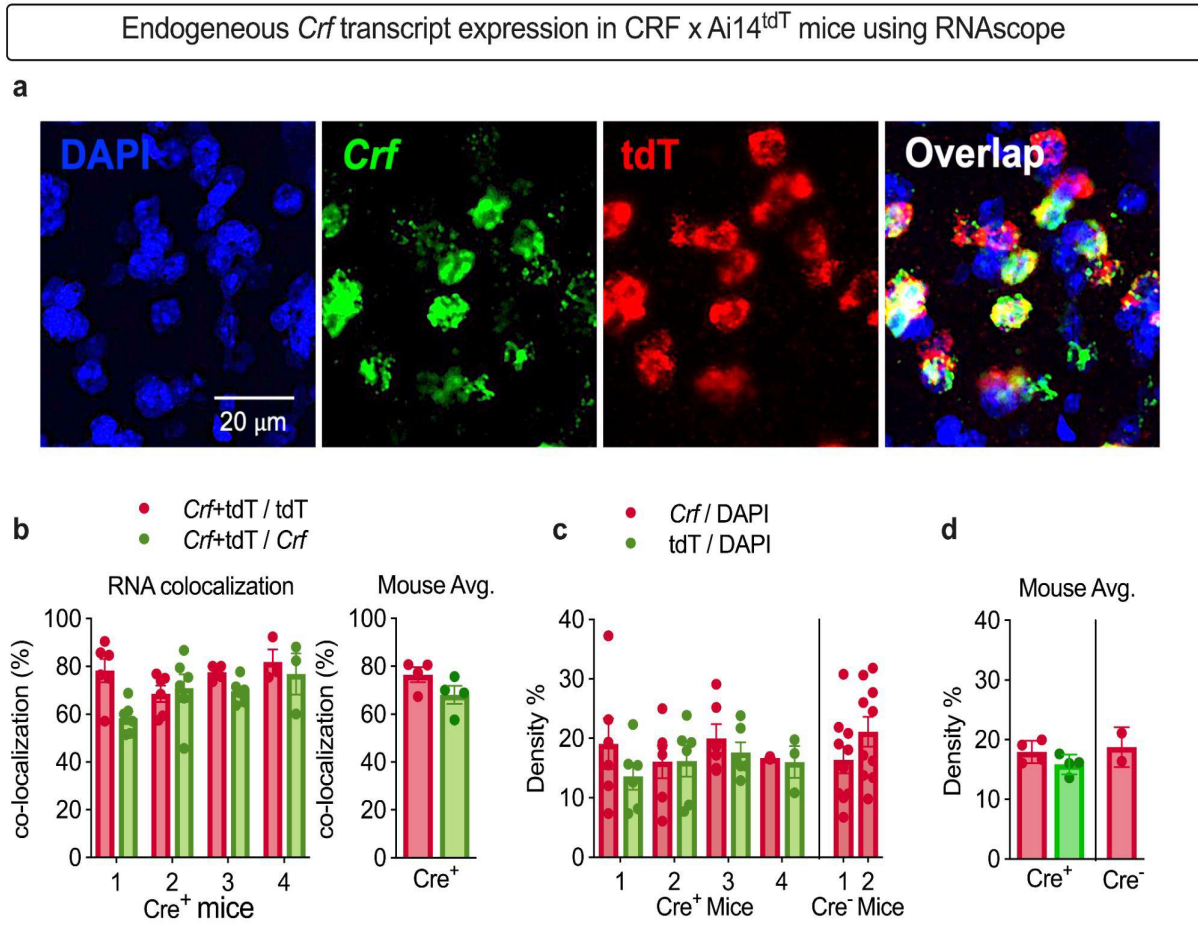 Endogeneous Crf transcript expression in CRF x Ai14tdT mice using RNAscope
a
DAPI
Crf
tdT
Overlap
20 μm
b
Crf+tdT / tdT
Crf+tdT / Crf
RNA colocalization
Mouse Avg.
co-localization (%)
100
80
60
40
20
0
1 2 3 4
Cre+ mice
co-localization (%)
100
80
60
40
20
0
Cre+
c
Crf / DAPI
tdT / DAPI
Density %
40
30
20
10
0
1 2 3 4
Cre+ Mice
1 2
Cre- Mice
d
Mouse Avg.
Density %
40
30
20
10
0
Cre+
Cre-